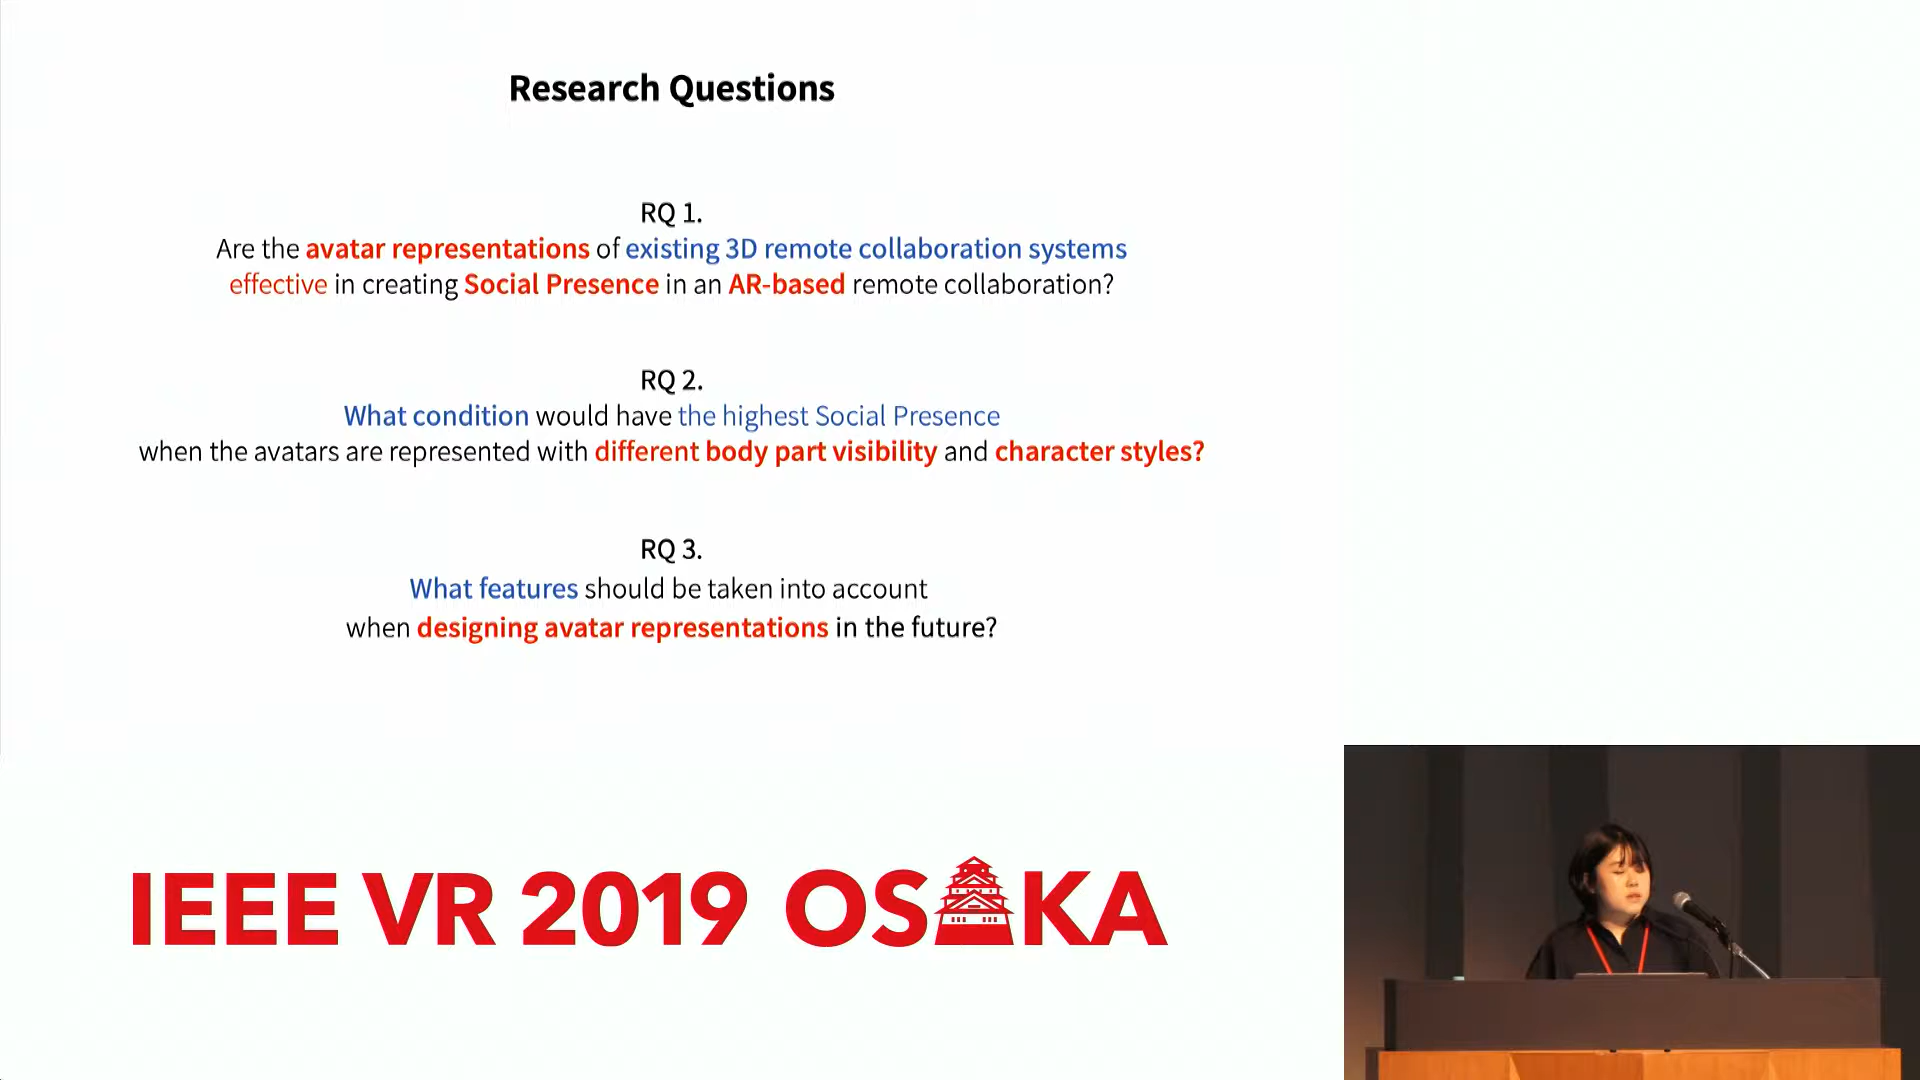 Research Questions
RQ 1.
Are the avatar representations of existing 3D remote collaboration systems
effective in creating Social Presence in an AR-based remote collaboration?
RQ 2.
What condition would have the highest Social Presence
when the avatars are represented with different body part visibility and character styles?
RQ 3.
What features should be taken into account
when designing avatar representations in the future?
IEEE VR 2019 OSAKA